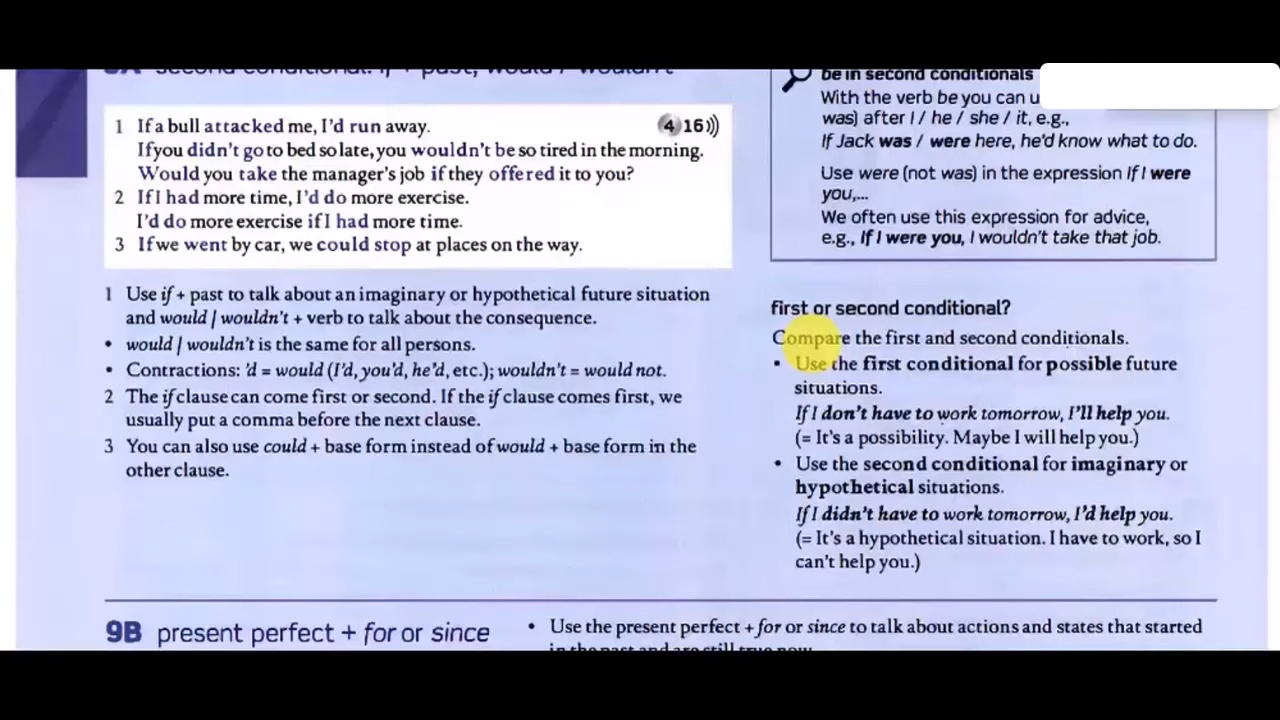 second conditional: if + past, would / wouldn't
1 If a bull attacked me, I'd run away. 4 16
If you didn't go to bed so late, you wouldn't be so tired in the morning.
Would you take the manager's job if they offered it to you?
2 If I had more time, I'd do more exercise.
I'd do more exercise if I had more time.
3 If we went by car, we could stop at places on the way.
1 Use if + past to talk about an imaginary or hypothetical future situation
and would / wouldn't + verb to talk about the consequence.
• would / wouldn't is the same for all persons.
• Contractions: 'd = would (I'd, you'd, he'd, etc.); wouldn't = would not.
2 The if clause can come first or second. If the if clause comes first, we
usually put a comma before the next clause.
3 You can also use could + base form instead of would + base form in the
other clause.
be in second conditionals
With the verb be you can u
was) after I / he / she / it, e.g.,
If Jack was / were here, he'd know what to do.
Use were (not was) in the expression If I were
you,...
We often use this expression for advice,
e.g., If I were you, I wouldn't take that job.
first or second conditional?
Compare the first and second conditionals.
• Use the first conditional for possible future
situations.
If I don't have to work tomorrow, I'll help you.
(= It's a possibility. Maybe I will help you.)
• Use the second conditional for imaginary or
hypothetical situations.
If I didn't have to work tomorrow, I'd help you.
(= It's a hypothetical situation. I have to work, so I
can't help you.)
9B present perfect + for or since
• Use the present perfect + for or since to talk about actions and states that started
in the past and are still true now.